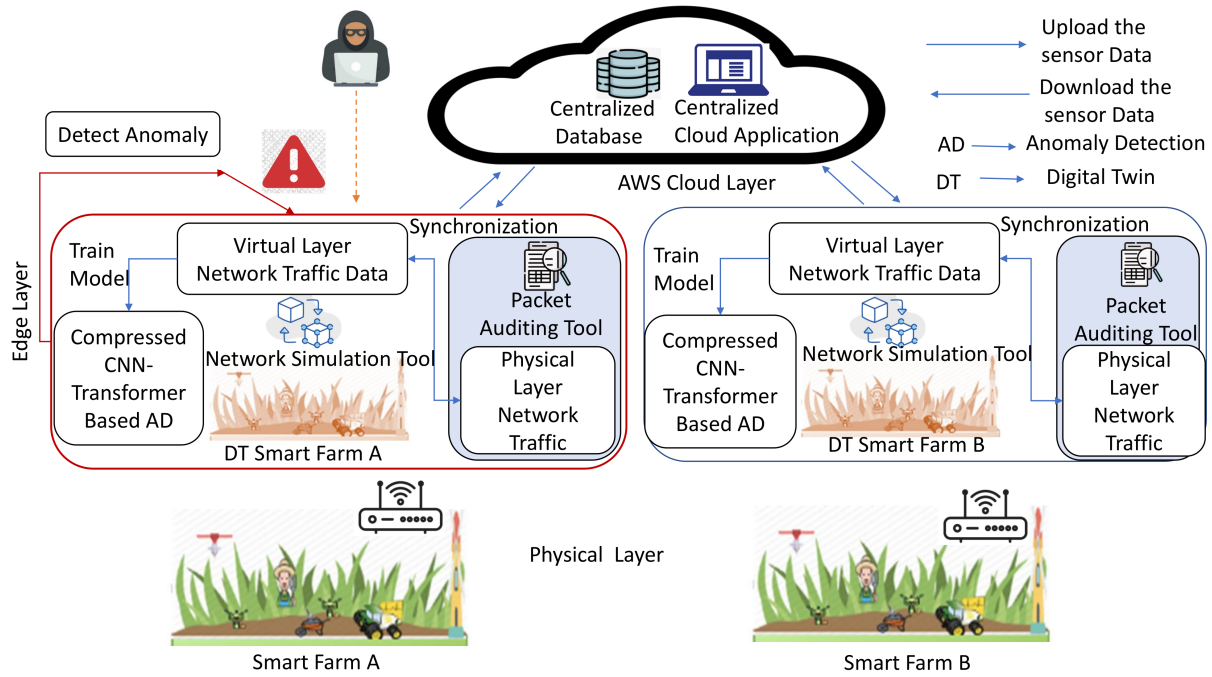 Upload the
sensor Data
Download the
sensor Data
AD
Anomaly Detection
DT
Digital Twin
Centralized
Database
Centralized
Cloud Application
AWS Cloud Layer
Detect Anomaly
Edge Layer
Synchronization
Train
Model
Virtual Layer
Network Traffic Data
Packet
Auditing Tool
Compressed
CNN-
Transformer
Based AD
Network Simulation Tool
Physical
Layer
Network
Traffic
DT Smart Farm A
Synchronization
Train
Model
Virtual Layer
Network Traffic Data
Packet
Auditing Tool
Compressed
CNN-
Transformer
Based AD
Network Simulation Tool
Physical
Layer
Network
Traffic
DT Smart Farm B
Physical Layer
Smart Farm A
Smart Farm B